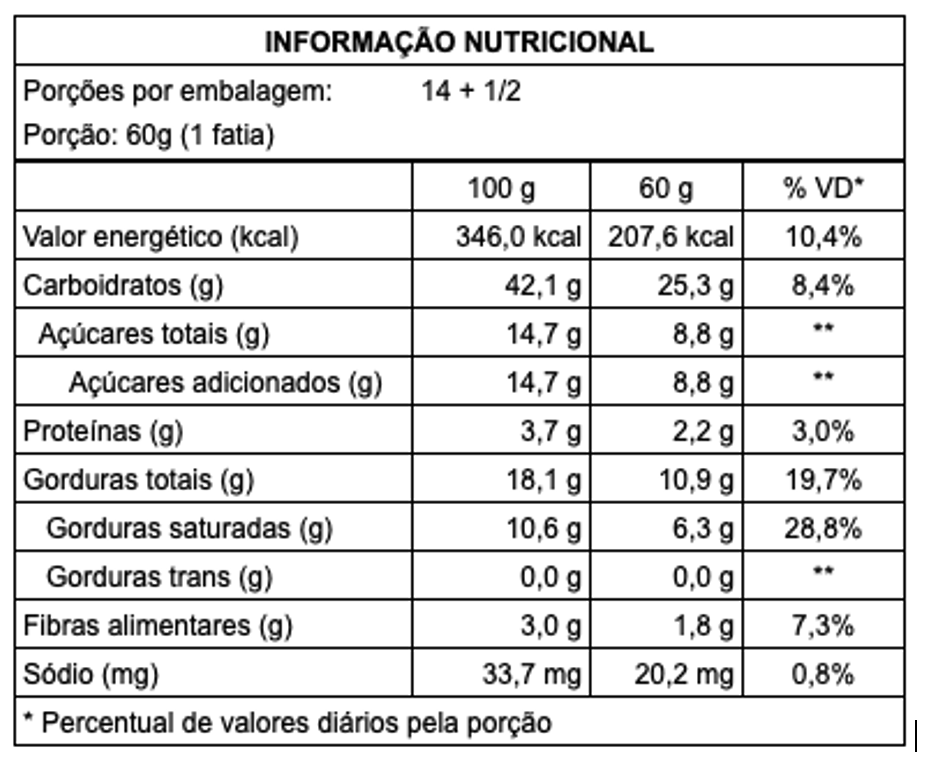 INFORMAÇÃO NUTRICIONAL
Porções por embalagem: 14 + 1/2
Porção: 60g (1 fatia)
100 g 60 g % VD*
Valor energético (kcal) 346,0 kcal 207,6 kcal 10,4%
Carboidratos (g) 42,1 g 25,3 g 8,4%
Açúcares totais (g) 14,7 g 8,8 g **
Açúcares adicionados (g) 14,7 g 8,8 g **
Proteínas (g) 3,7 g 2,2 g 3,0%
Gorduras totais (g) 18,1 g 10,9 g 19,7%
Gorduras saturadas (g) 10,6 g 6,3 g 28,8%
Gorduras trans (g) 0,0 g 0,0 g **
Fibras alimentares (g) 3,0 g 1,8 g 7,3%
Sódio (mg) 33,7 mg 20,2 mg 0,8%
* Percentual de valores diários pela porção